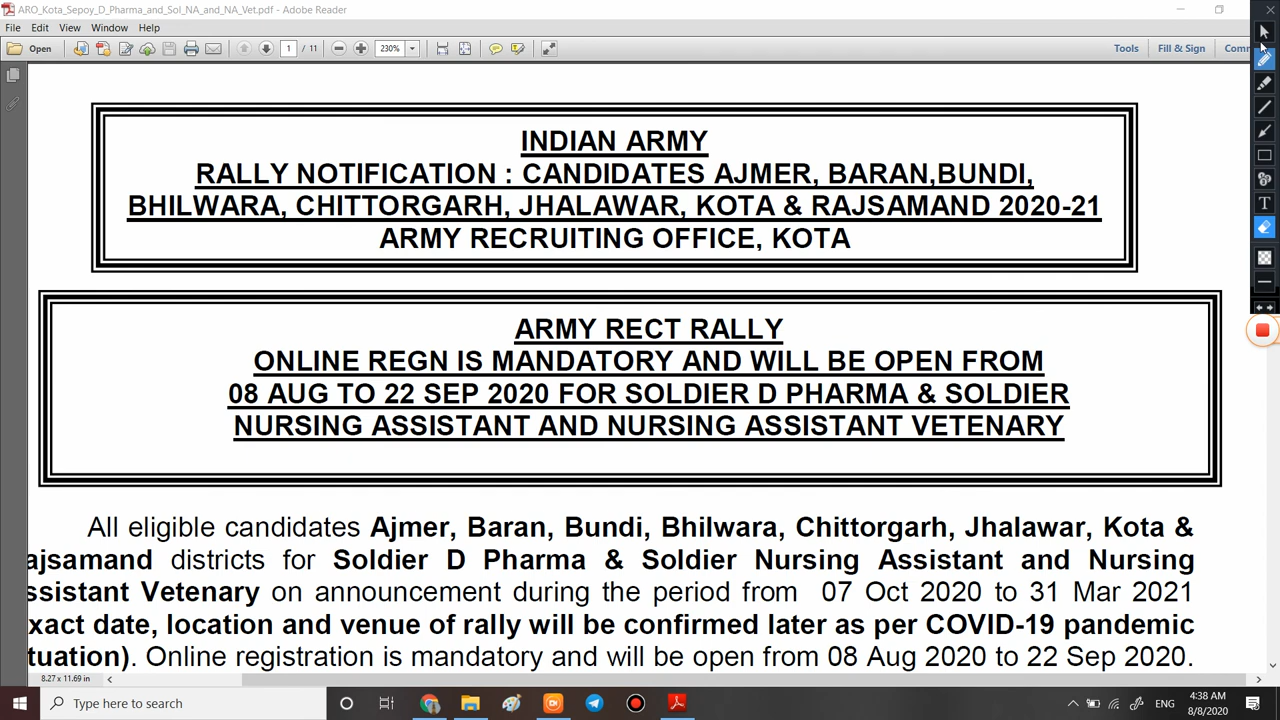 ARO_Kota_Sepoy_D_Pharma_and_Sol_NA_and_NA_Vet.pdf - Adobe Reader
File Edit View Window Help
Open 1 / 11 230% Tools Fill & Sign Comm
INDIAN ARMY
RALLY NOTIFICATION : CANDIDATES AJMER, BARAN,BUNDI,
BHILWARA, CHITTORGARH, JHALAWAR, KOTA & RAJSAMAND 2020-21
ARMY RECRUITING OFFICE, KOTA
ARMY RECT RALLY
ONLINE REGN IS MANDATORY AND WILL BE OPEN FROM
08 AUG TO 22 SEP 2020 FOR SOLDIER D PHARMA & SOLDIER
NURSING ASSISTANT AND NURSING ASSISTANT VETENARY
All eligible candidates Ajmer, Baran, Bundi, Bhilwara, Chittorgarh, Jhalawar, Kota &
ajsamand districts for Soldier D Pharma & Soldier Nursing Assistant and Nursing
ssistant Vetenary on announcement during the period from 07 Oct 2020 to 31 Mar 2021
xact date, location and venue of rally will be confirmed later as per COVID-19 pandemic
tuation). Online registration is mandatory and will be open from 08 Aug 2020 to 22 Sep 2020.
8.27 x 11.69 in
Type here to search
ENG
4:38 AM
8/8/2020